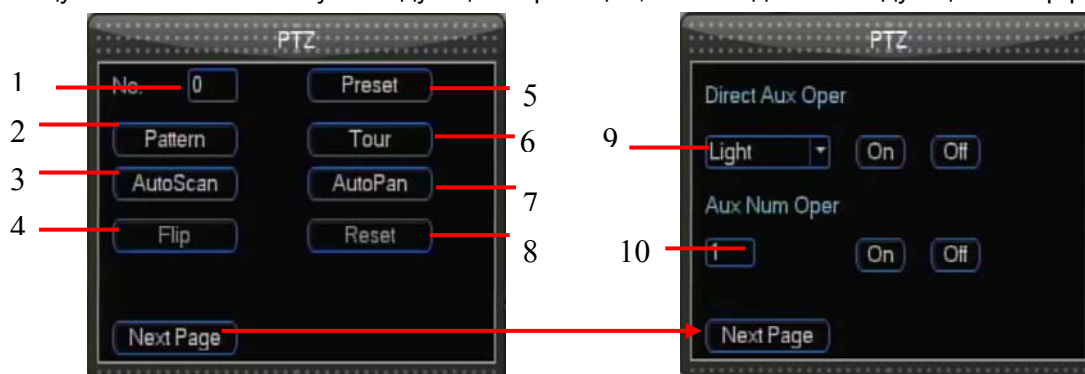 PTZ
1 No. 0 Preset 5
2 Pattern Tour 6
3 AutoScan AutoPan 7
4 Flip Reset 8
Next Page
PTZ
Direct Aux Oper
9 Light On Off
Aux Num Oper
10 1 On Off
Next Page